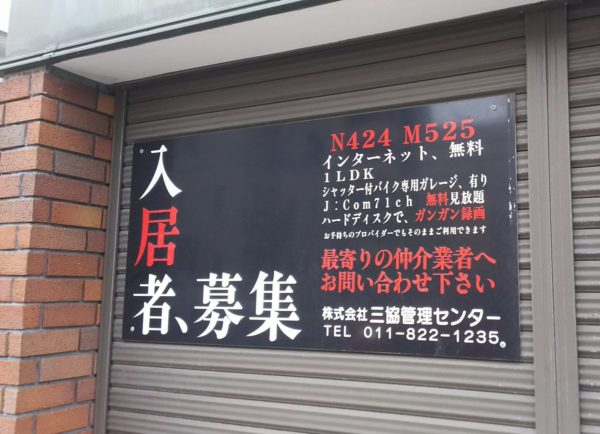 入居者、募集
N424 M525
インターネット、無料
1LDK
シャッター付バイク専用ガレージ、有り
J:Com71ch 無料見放題
ハードディスクで、ガンガン録画
お手持ちのプロバイダーでもそのままご利用できます
最寄りの仲介業者へ
お問い合わせ下さい
株式会社 三協管理センター
TEL 011-822-1235。